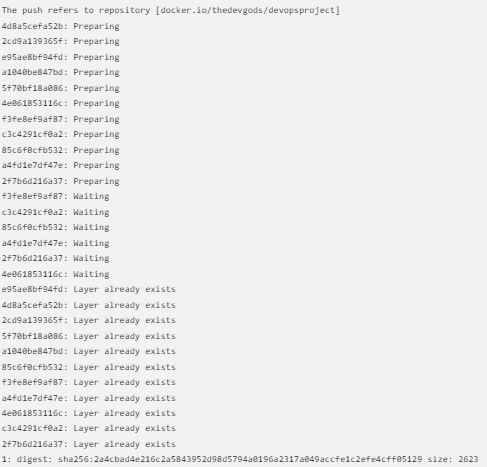 The push refers to repository [docker.io/thedevgods/devopsproject]
4d8a5cefa52b: Preparing
2cd9a139365f: Preparing
e95ae8bf94fd: Preparing
a1040be847bd: Preparing
5f70bf18a086: Preparing
4e061853116c: Preparing
f3fe8ef9af87: Preparing
c3c4291cf0a2: Preparing
85c6f0cfb532: Preparing
a4fd1e7df47e: Preparing
2f7b6d216a37: Preparing
f3fe8ef9af87: Waiting
c3c4291cf0a2: Waiting
85c6f0cfb532: Waiting
a4fd1e7df47e: Waiting
2f7b6d216a37: Waiting
4e061853116c: Waiting
e95ae8bf94fd: Layer already exists
4d8a5cefa52b: Layer already exists
2cd9a139365f: Layer already exists
5f70bf18a086: Layer already exists
a1040be847bd: Layer already exists
85c6f0cfb532: Layer already exists
f3fe8ef9af87: Layer already exists
a4fd1e7df47e: Layer already exists
4e061853116c: Layer already exists
c3c4291cf0a2: Layer already exists
2f7b6d216a37: Layer already exists
1: digest: sha256:2a4cbad4e216c2a5843952d98d5794a0196a2317a049accfe1c2efe4cff05129 size: 2623